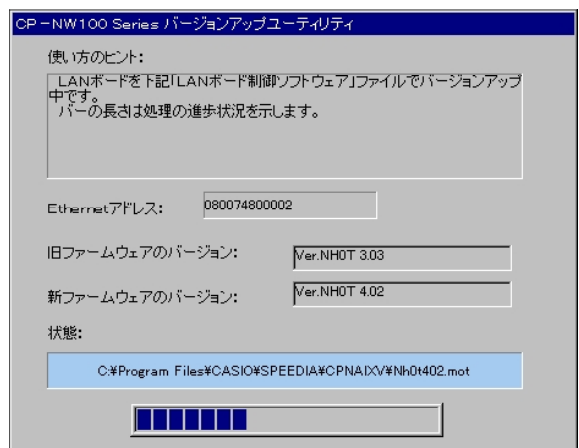 CP－NW100 Series バージョンアップユーティリティ
使い方のヒント：
LANボードを下記「LANボード制御ソフトウェア」ファイルでバージョンアップ
中です。
バーの長さは処理の進歩状況を示します。
Ethernetアドレス： 080074800002
旧ファームウェアのバージョン： Ver.NH0T 3.03
新ファームウェアのバージョン： Ver.NH0T 4.02
状態：
C:¥Program Files¥CASIO¥SPEEDIA¥CPNAIXV¥Nh0t402.mot